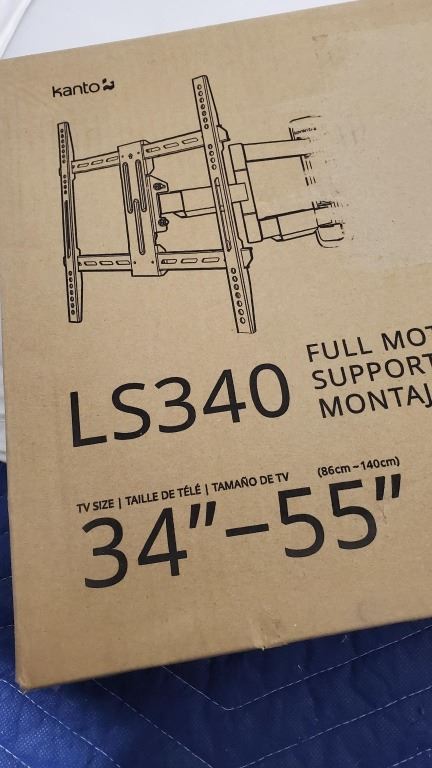 kanto
LS340
FULL MOT
SUPPORT
MONTAJ
TV SIZE | TAILLE DE TÉLÉ | TAMAÑO DE TV
(86cm ~ 140cm)
34"–55"